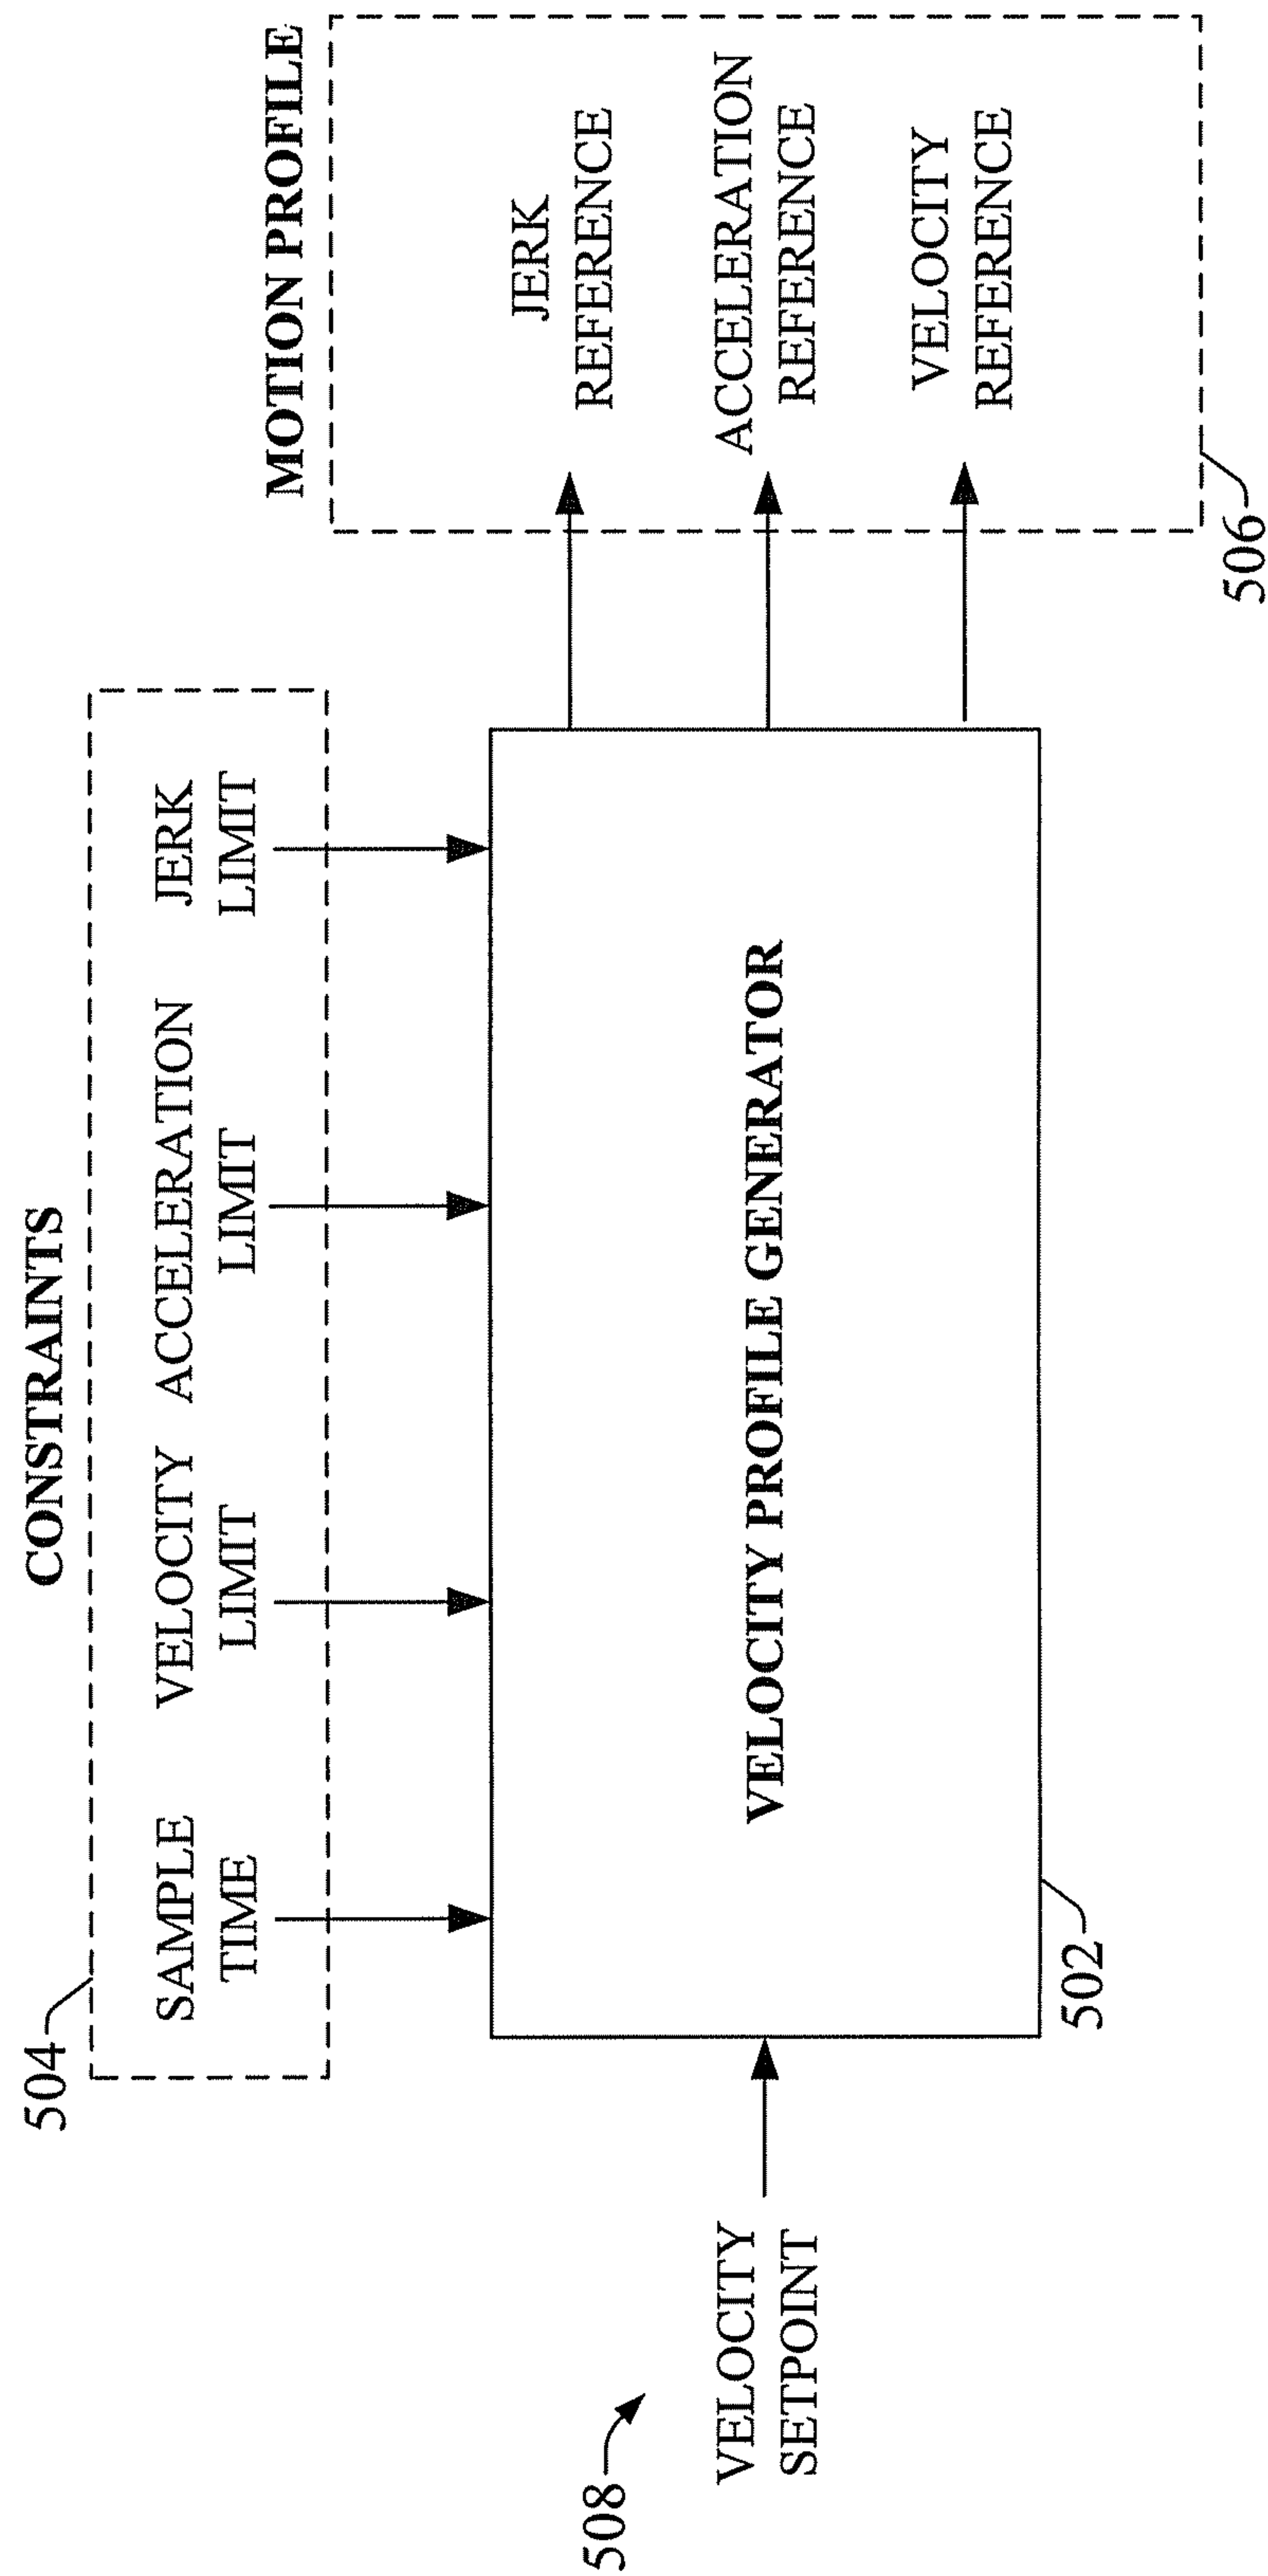 CONSTRAINTS
504
SAMPLE
TIME
VELOCITY
LIMIT
ACCELERATION
LIMIT
JERK
LIMIT
MOTION PROFILE
JERK
REFERENCE
ACCELERATION
REFERENCE
VELOCITY
REFERENCE
506
VELOCITY PROFILE GENERATOR
502
508
VELOCITY
SETPOINT